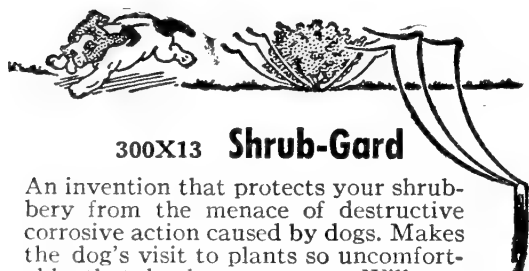 300X13 Shrub-Gard
An invention that protects your shrub-
bery from the menace of destructive
corrosive action caused by dogs. Makes
the dog's visit to plants so uncomfort-